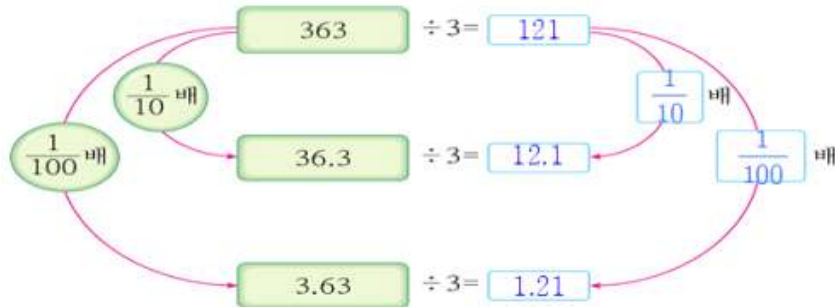 363 ÷3= 121
1/10 배 1/10 배
1/100 배 1/100 배
36.3 ÷3= 12.1
3.63 ÷3= 1.21